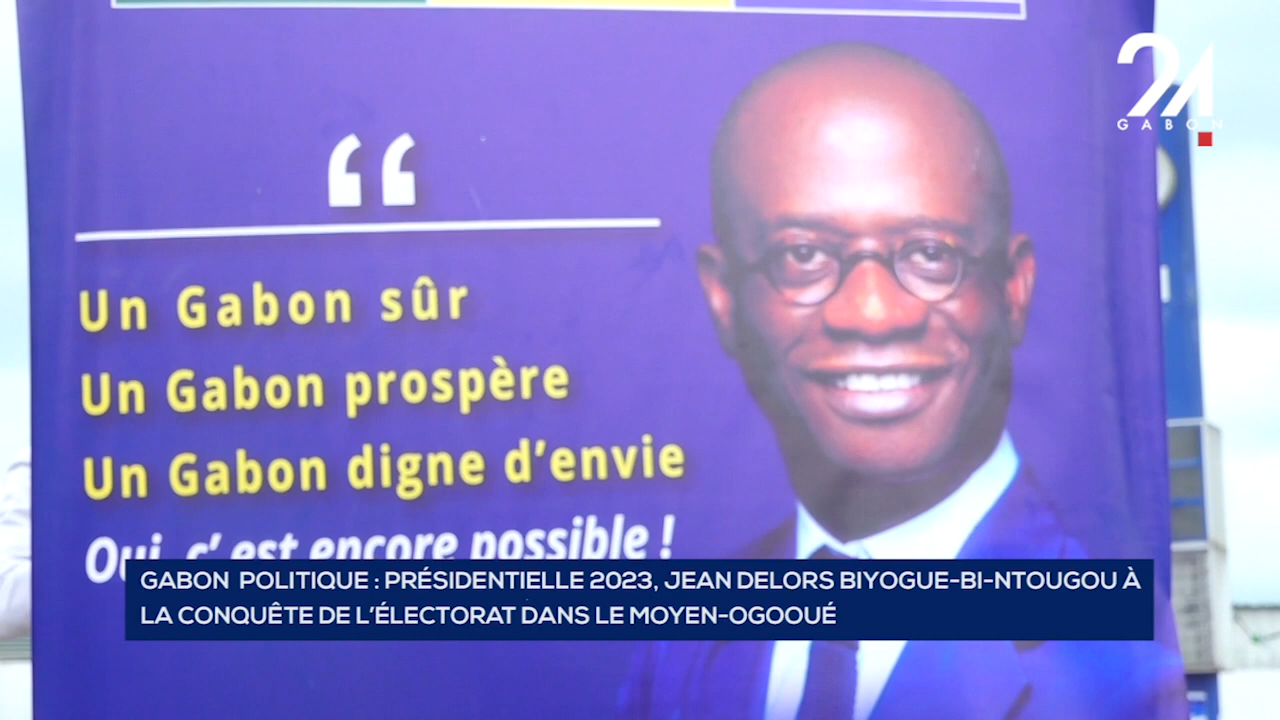 24
GABON
“
Un Gabon sûr
Un Gabon prospère
Un Gabon digne d’envie
Oui, c’ est encore possible !
GABON POLITIQUE : PRÉSIDENTIELLE 2023, JEAN DELORS BIYOGUE-BI-NTOUGOU À
LA CONQUÊTE DE L’ÉLECTORAT DANS LE MOYEN-OGOOUÉ